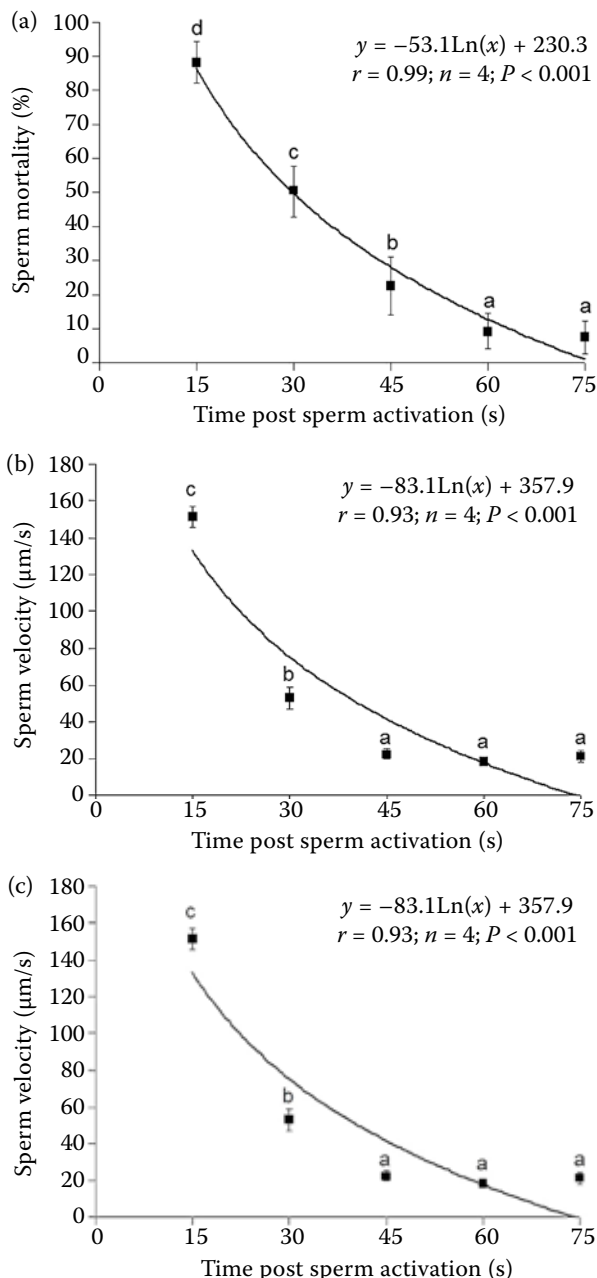 (a)
y = −53.1Ln(x) + 230.3
r = 0.99; n = 4; P < 0.001
Sperm mortality (%)
100
90
80
70
60
50
40
30
20
10
0
d
c
b
a
a
0 15 30 45 60 75
Time post sperm activation (s)
(b)
y = −83.1Ln(x) + 357.9
r = 0.93; n = 4; P < 0.001
Sperm velocity (µm/s)
180
160
140
120
100
80
60
40
20
0
c
b
a
a
a
0 15 30 45 60 75
Time post sperm activation (s)
(c)
y = −83.1Ln(x) + 357.9
r = 0.93; n = 4; P < 0.001
Sperm velocity (µm/s)
180
160
140
120
100
80
60
40
20
0
c
b
a
a
a
0 15 30 45 60 75
Time post sperm activation (s)